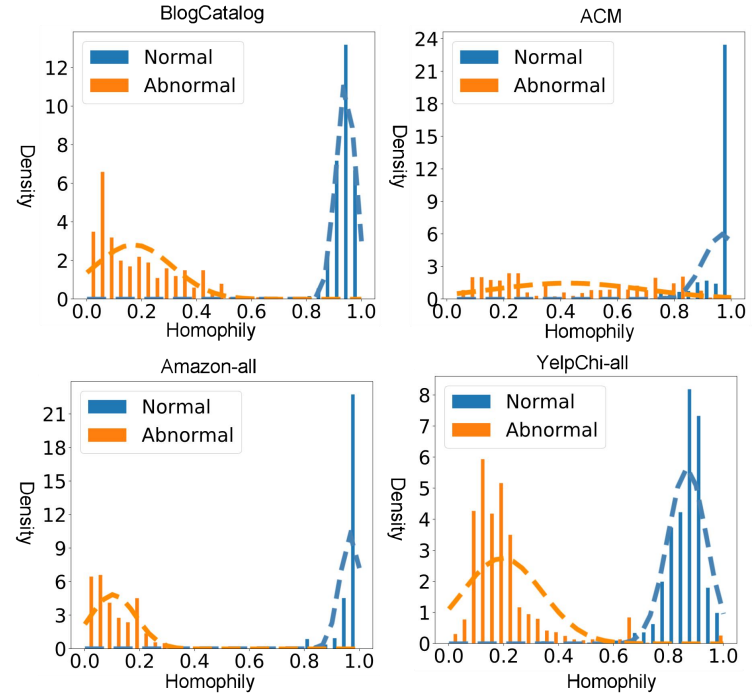 BlogCatalog
Normal
Abnormal
Density
12
10
8
6
4
2
0
0.0 0.2 0.4 0.6 0.8 1.0
Homophily
ACM
Normal
Abnormal
Density
24
21
18
15
12
9
6
3
0
0.0 0.2 0.4 0.6 0.8 1.0
Homophily
Amazon-all
Normal
Abnormal
Density
21
18
15
12
9
6
3
0
0.0 0.2 0.4 0.6 0.8 1.0
Homophily
YelpChi-all
Normal
Abnormal
Density
8
7
6
5
4
3
2
1
0
0.0 0.2 0.4 0.6 0.8 1.0
Homophily